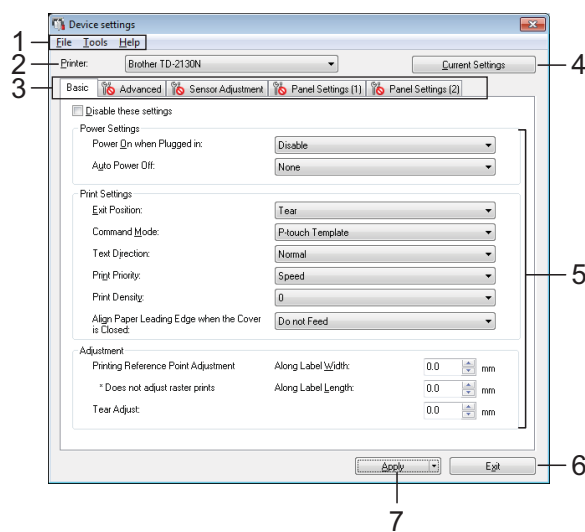 Device settings
1
File Tools Help
2
Printer: Brother TD-2130N Current Settings
4
3
Basic Advanced Sensor Adjustment Panel Settings (1) Panel Settings (2)
Disable these settings
Power Settings
Power On when Plugged in: Disable
Auto Power Off: None
Print Settings
Exit Position: Tear
Command Mode: P-touch Template
Text Direction: Normal
5
Print Priority: Speed
Print Density: 0
Align Paper Leading Edge when the Cover
is Closed: Do not Feed
Adjustment
Printing Reference Point Adjustment Along Label Width: 0.0 mm
* Does not adjust raster prints Along Label Length: 0.0 mm
Tear Adjust: 0.0 mm
Apply Exit
6
7